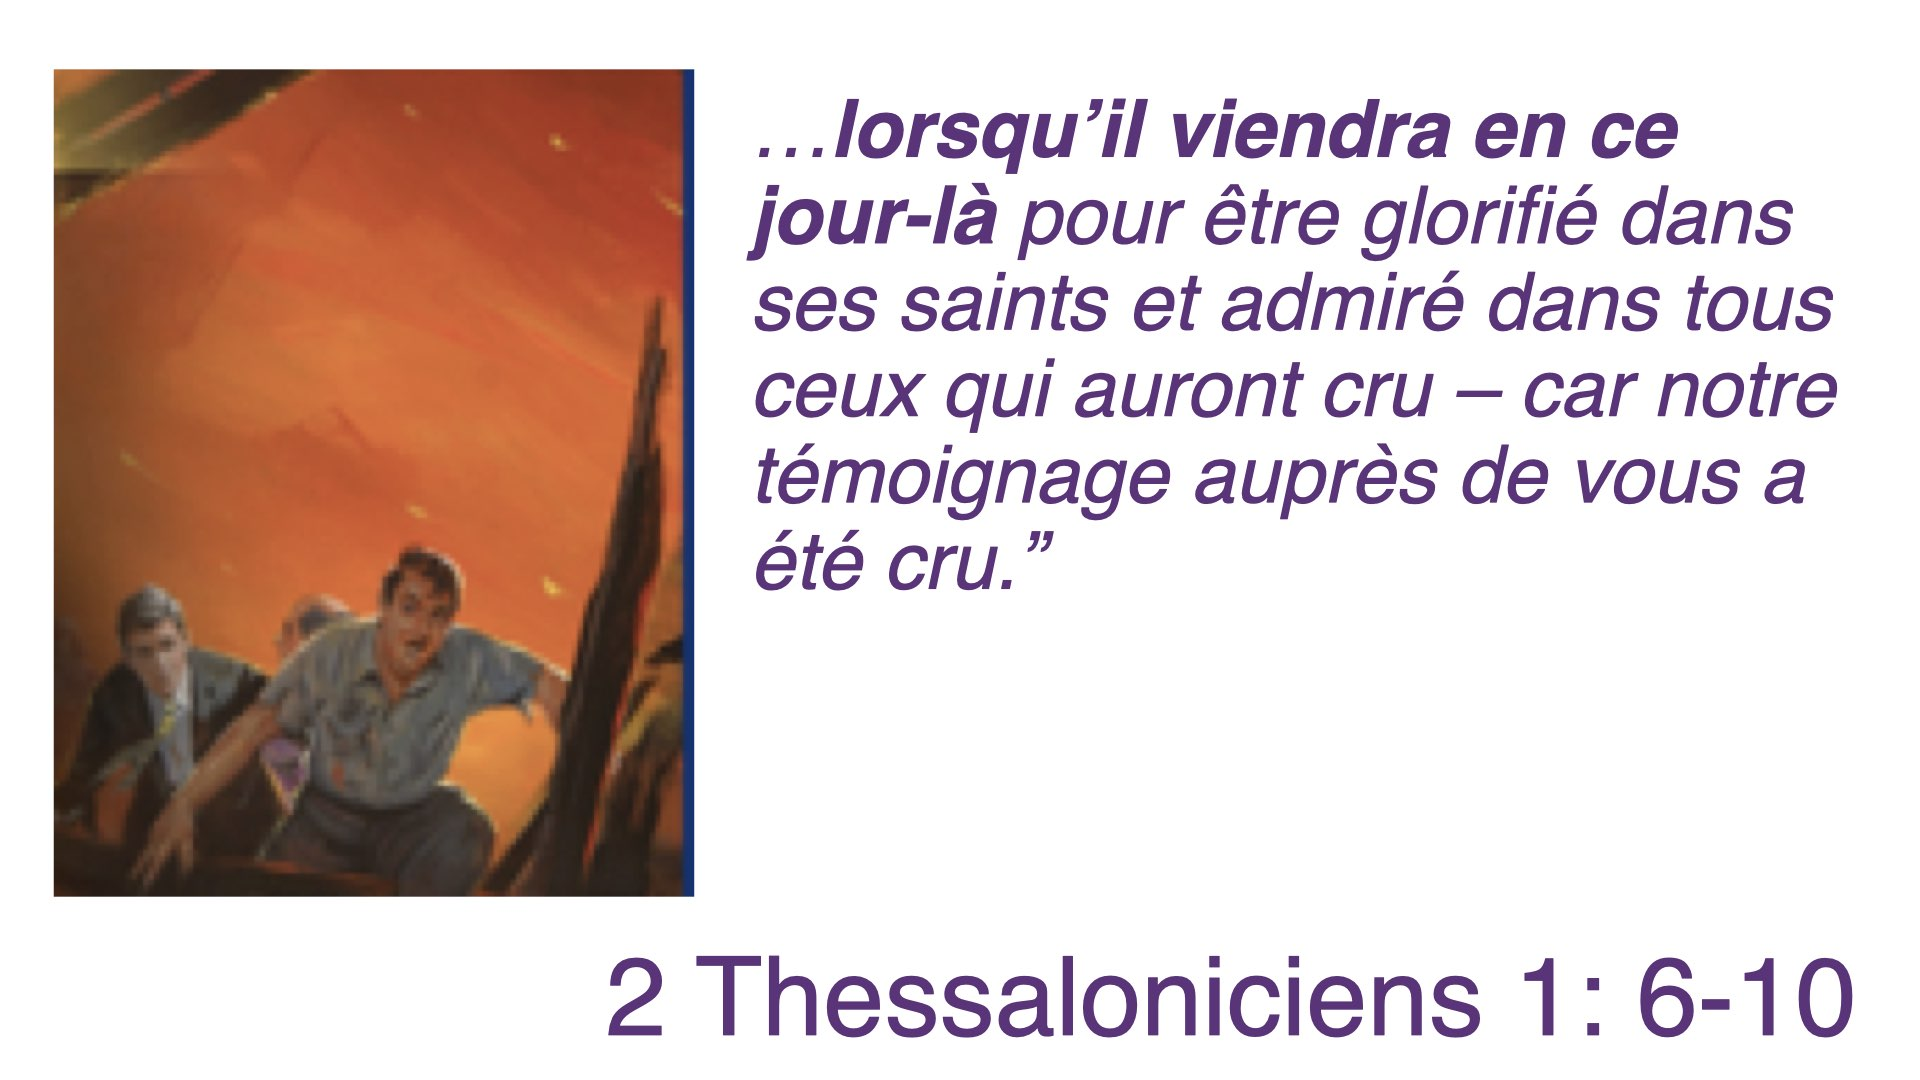 …lorsqu’il viendra en ce
jour-là pour être glorifié dans
ses saints et admiré dans tous
ceux qui auront cru – car notre
témoignage auprès de vous a
été cru.”
2 Thessaloniciens 1: 6-10